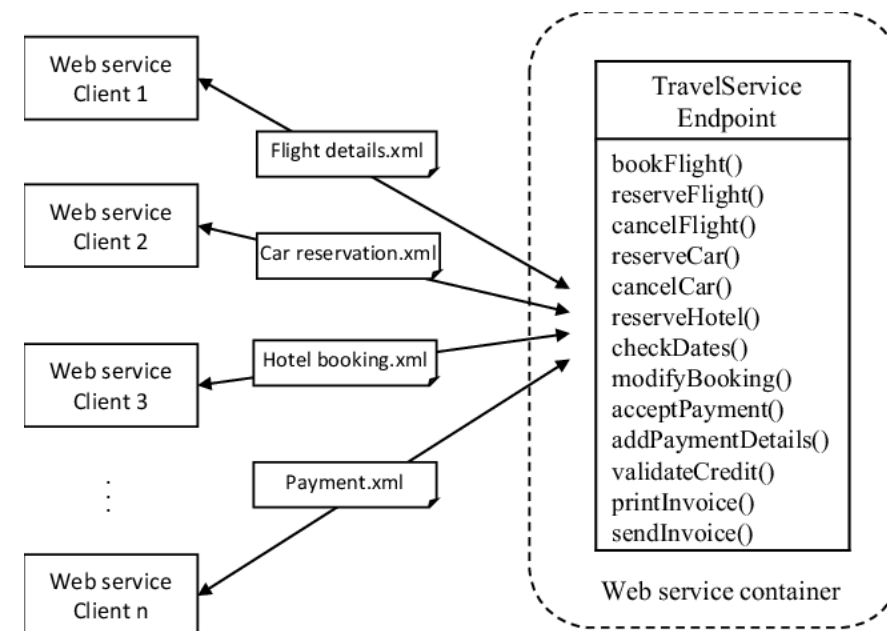 Web service
Client 1
Flight details.xml
Web service
Client 2
Car reservation.xml
Web service
Client 3
Hotel booking.xml
⋮
Payment.xml
Web service
Client n
TravelService
Endpoint
bookFlight()
reserveFlight()
cancelFlight()
reserveCar()
cancelCar()
reserveHotel()
checkDates()
modifyBooking()
acceptPayment()
addPaymentDetails()
validateCredit()
printInvoice()
sendInvoice()
Web service container